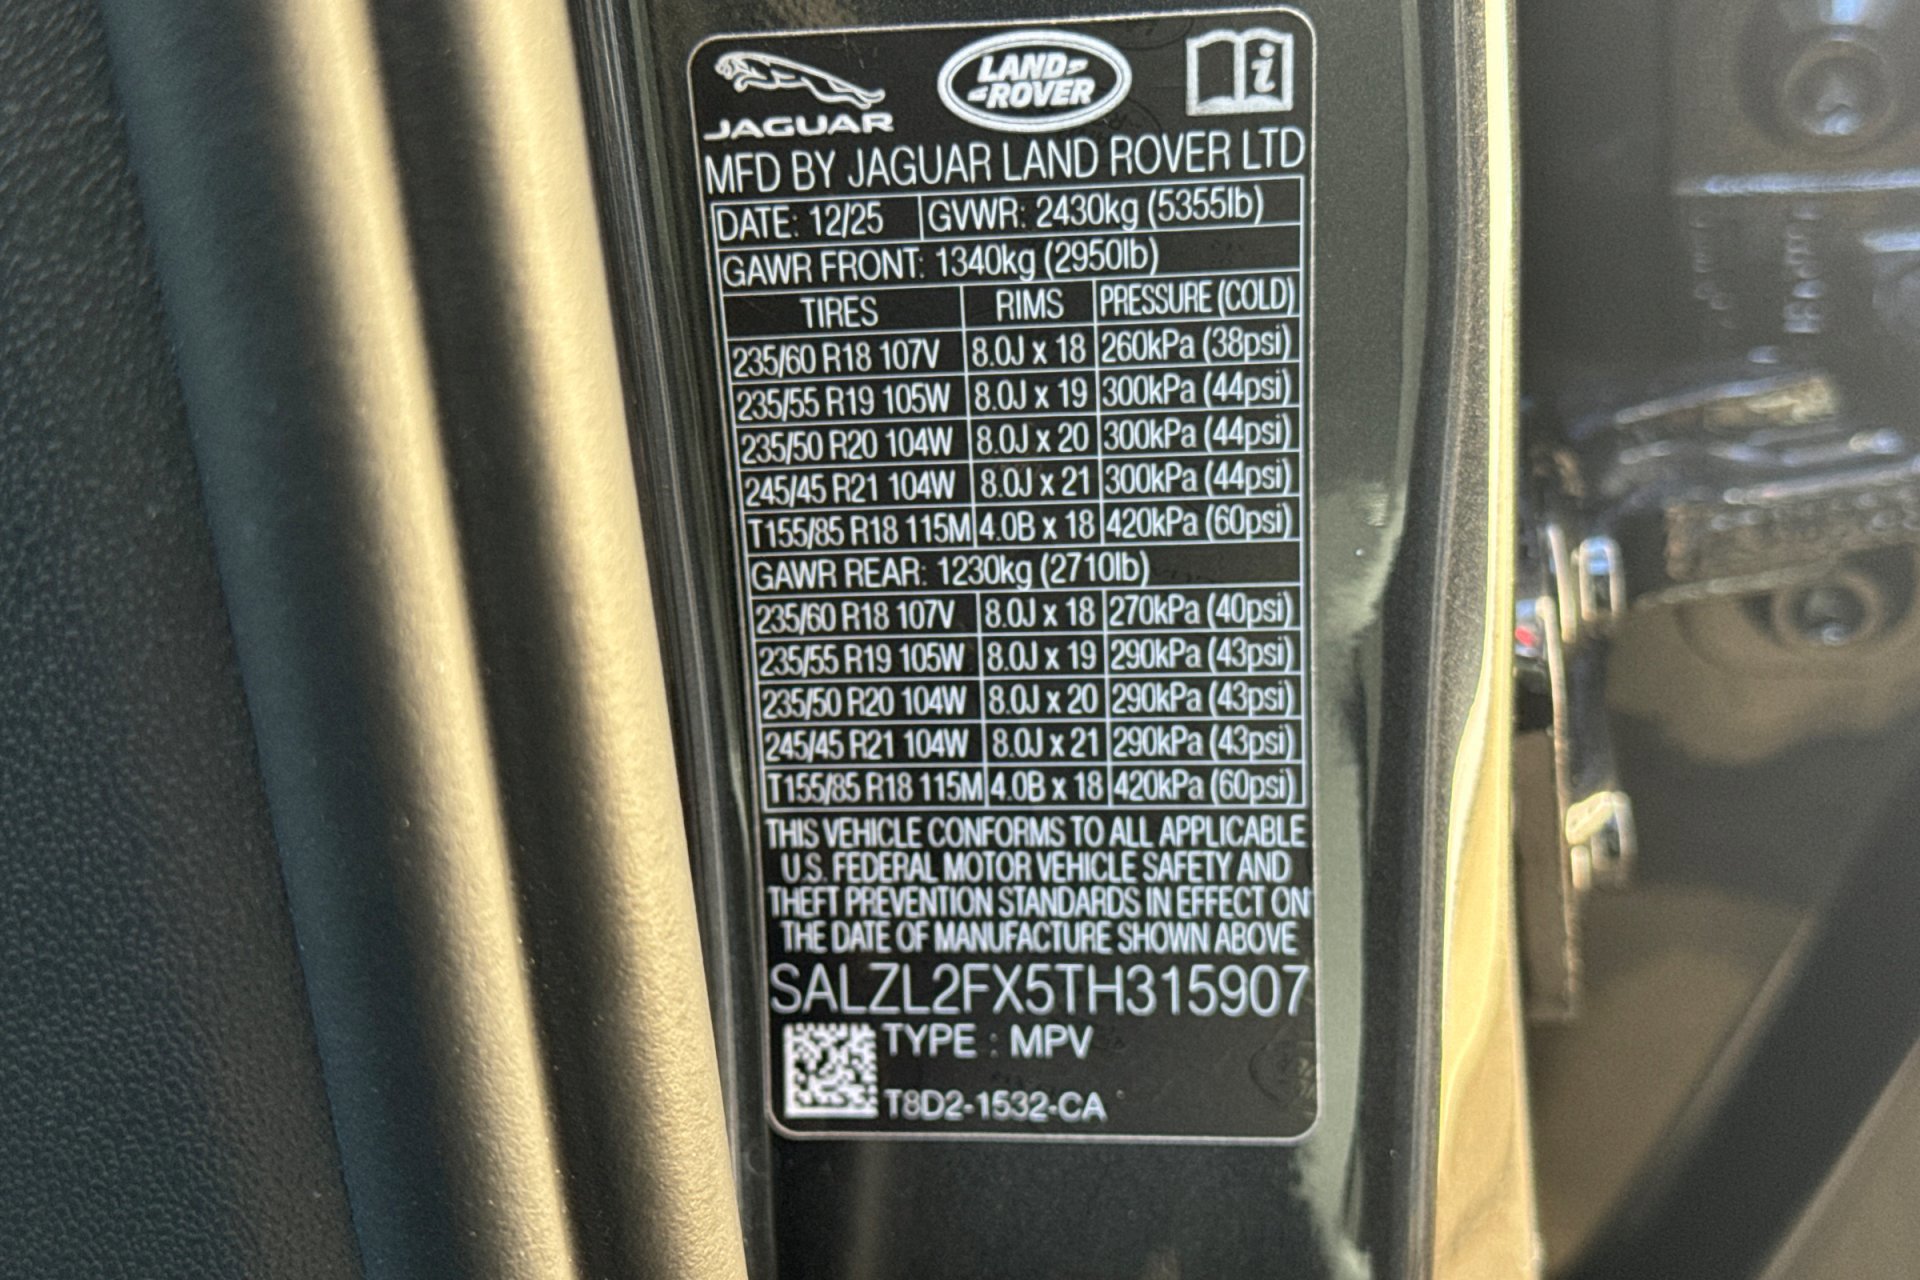 JAGUAR LAND ROVER i
MFD BY JAGUAR LAND ROVER LTD
DATE: 12/25 GVWR: 2430kg (5355lb)
GAWR FRONT: 1340kg (2950lb)
TIRES RIMS PRESSURE (COLD)
235/60 R18 107V 8.0J x 18 260kPa (38psi)
235/55 R19 105W 8.0J x 19 300kPa (44psi)
235/50 R20 104W 8.0J x 20 300kPa (44psi)
245/45 R21 104W 8.0J x 21 300kPa (44psi)
T155/85 R18 115M 4.0B x 18 420kPa (60psi)
GAWR REAR: 1230kg (2710lb)
235/60 R18 107V 8.0J x 18 270kPa (40psi)
235/55 R19 105W 8.0J x 19 290kPa (43psi)
235/50 R20 104W 8.0J x 20 290kPa (43psi)
245/45 R21 104W 8.0J x 21 290kPa (43psi)
T155/85 R18 115M 4.0B x 18 420kPa (60psi)
THIS VEHICLE CONFORMS TO ALL APPLICABLE
U.S. FEDERAL MOTOR VEHICLE SAFETY AND
THEFT PREVENTION STANDARDS IN EFFECT ON
THE DATE OF MANUFACTURE SHOWN ABOVE
SALZL2FX5TH315907
TYPE : MPV
T8D2-1532-CA